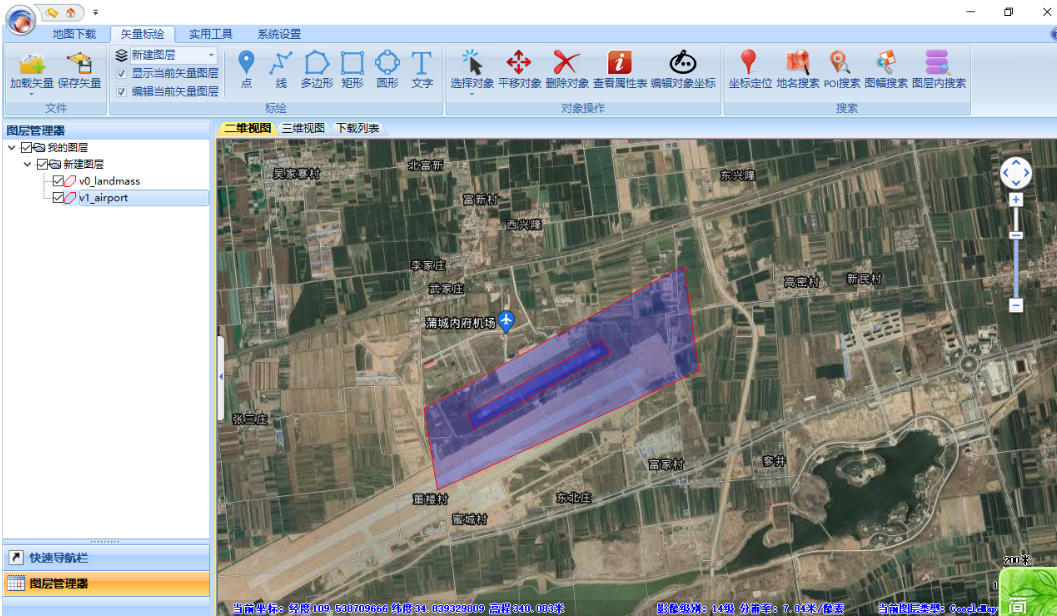 地图下载 矢量标绘 实用工具 系统设置
加载矢量 保存矢量
文件
新建图层
显示当前矢量图层
编辑当前矢量图层
点 线 多边形 矩形 圆形 文字
标绘
选择对象 平移对象 删除对象 查看属性表 编辑对象坐标
对象操作
坐标定位 地名搜索 POI搜索 图幅搜索 图层内搜索
搜索
图层管理器
我的图层
新建图层
v0_landmass
v1_airport
快速导航栏
图层管理器
二维视图 三维视图 下载列表
吴家寨村
北富新
东兴隆
富新村
西兴隆
李家庄
武家庄
高密村
新民村
蒲城内府机场
张三庄
富家村
董楼村
东北庄
蜜城村
200米
当前坐标: 经度109.538709666 纬度34.839329809 高程340.083米
影像级别: 14级 分辨率: 7.84米/像素
当前图层类型: GoogleMap
简